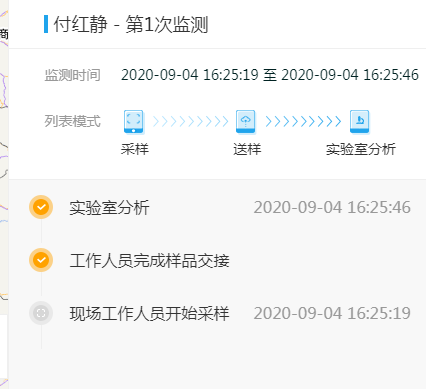 商
付红静 - 第1次监测
监测时间 2020-09-04 16:25:19 至 2020-09-04 16:25:46
列表模式
采样 送样 实验室分析
实验室分析 2020-09-04 16:25:46
工作人员完成样品交接
现场工作人员开始采样 2020-09-04 16:25:19